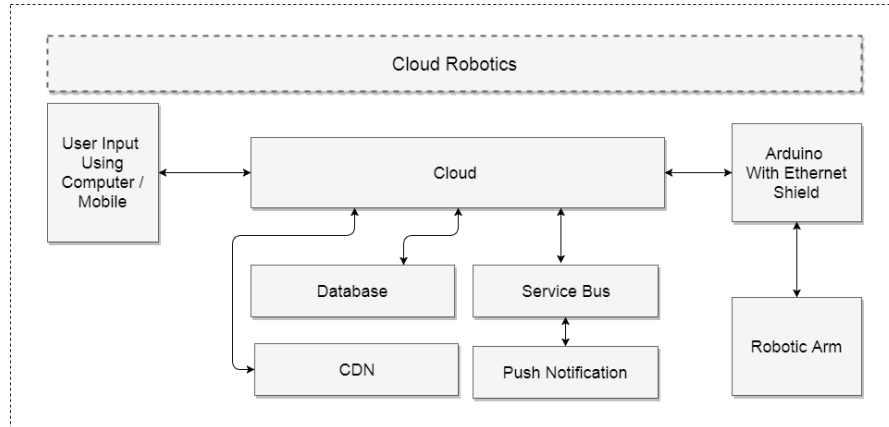 Cloud Robotics
User Input
Using
Computer /
Mobile
Cloud
Arduino
With Ethernet
Shield
Database
Service Bus
CDN
Push Notification
Robotic Arm